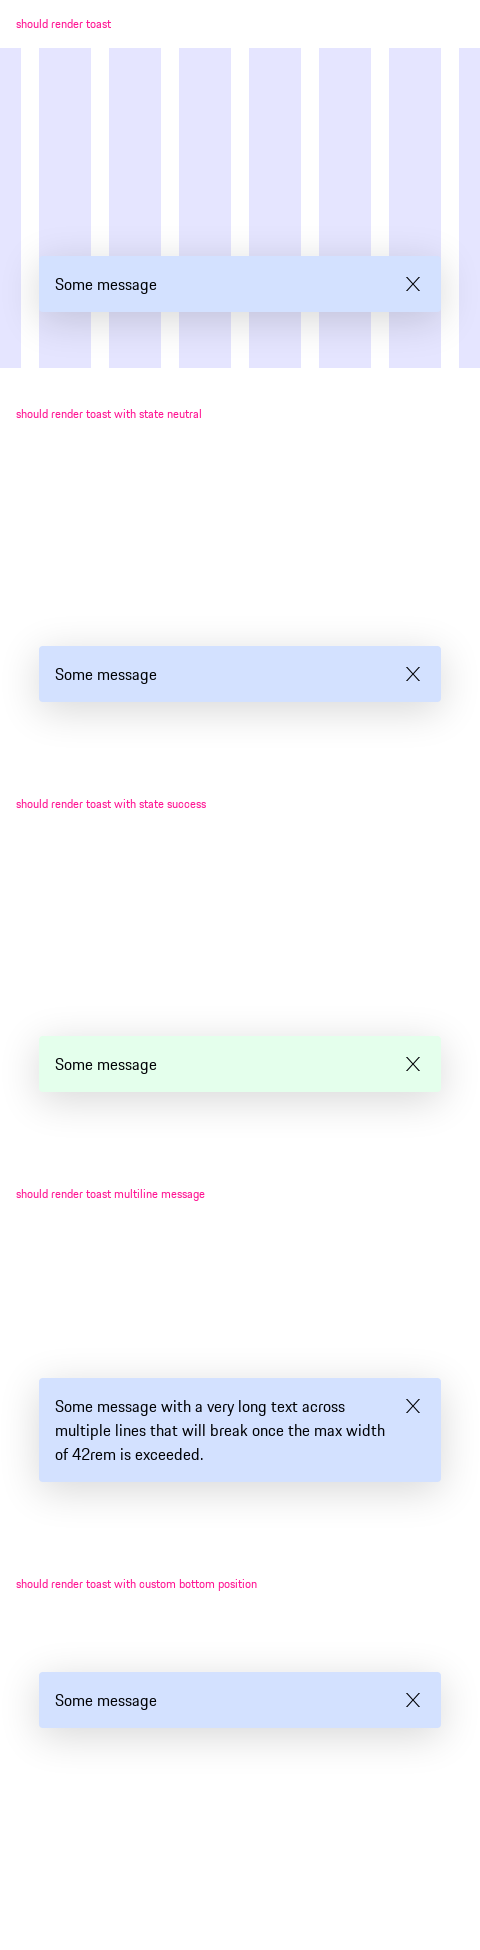 should render toast
Some message
should render toast with state neutral
Some message
should render toast with state success
Some message
should render toast multiline message
Some message with a very long text across
multiple lines that will break once the max width
of 42rem is exceeded.
should render toast with custom bottom position
Some message